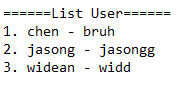 ======List User======
1. chen - bruh
2. jasong - jasongg
3. widean - widd